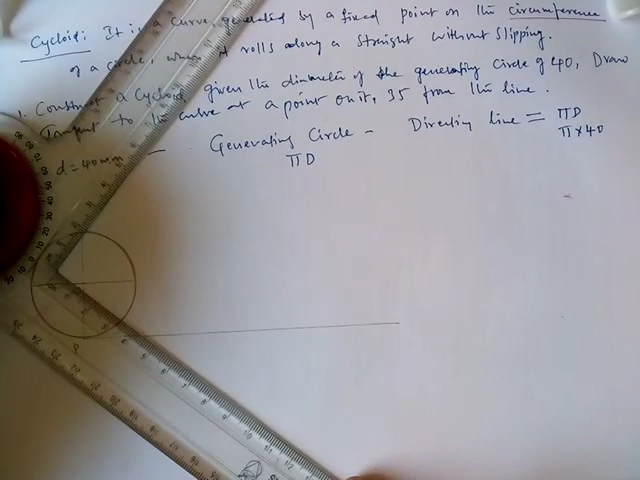 Cycloid: It is a curve generated by a fixed point on the circumference
of a circle, when it rolls along a straight without slipping.
1. Construct a cycloid given the diameter of the generating circle of 40, Draw
Tangent to the curve at a point on it, 35 from the line.
d = 40mm — Generating Circle – Directing line = πD
πD π×40
P